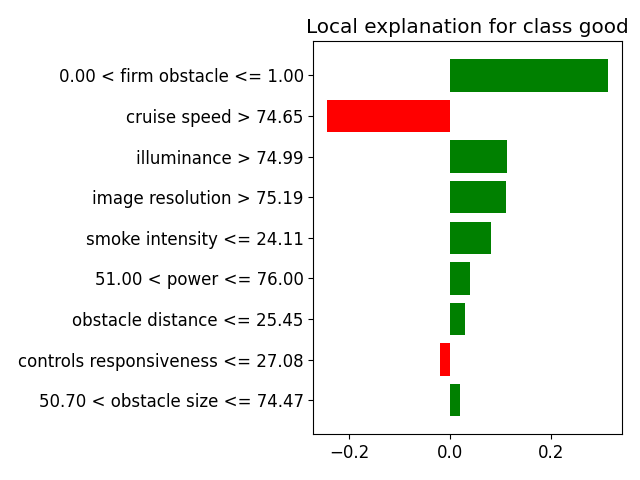 Local explanation for class good
0.00 < firm obstacle <= 1.00
cruise speed > 74.65
illuminance > 74.99
image resolution > 75.19
smoke intensity <= 24.11
51.00 < power <= 76.00
obstacle distance <= 25.45
controls responsiveness <= 27.08
50.70 < obstacle size <= 74.47
−0.2 0.0 0.2